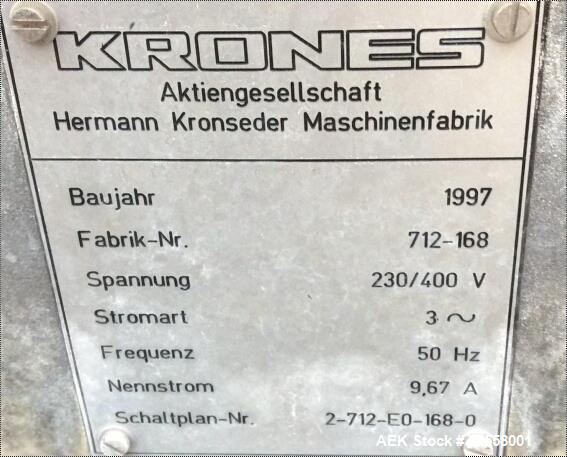 KRONES
Aktiengesellschaft
Hermann Kronseder Maschinenfabrik
Baujahr 1997
Fabrik-Nr. 712-168
Spannung 230/400 V
Stromart 3 ~
Frequenz 50 Hz
Nennstrom 9,67 A
Schaltplan-Nr. 2-712-E0-168-0
AEK Stock #